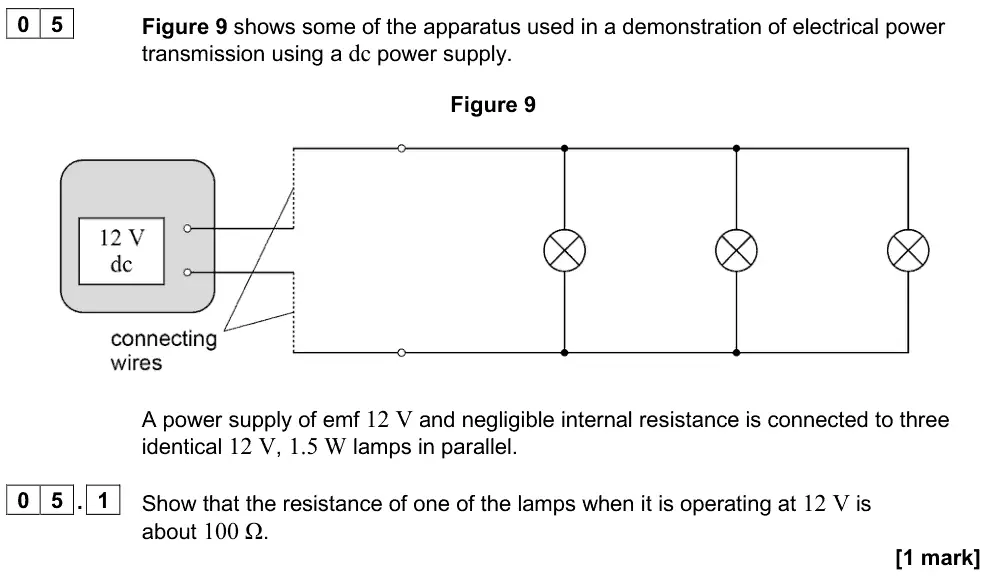 0 5 Figure 9 shows some of the apparatus used in a demonstration of electrical power
transmission using a dc power supply.
Figure 9
12 V
dc
connecting
wires
A power supply of emf 12 V and negligible internal resistance is connected to three
identical 12 V, 1.5 W lamps in parallel.
0 5 . 1 Show that the resistance of one of the lamps when it is operating at 12 V is
about 100 Ω.
[1 mark]